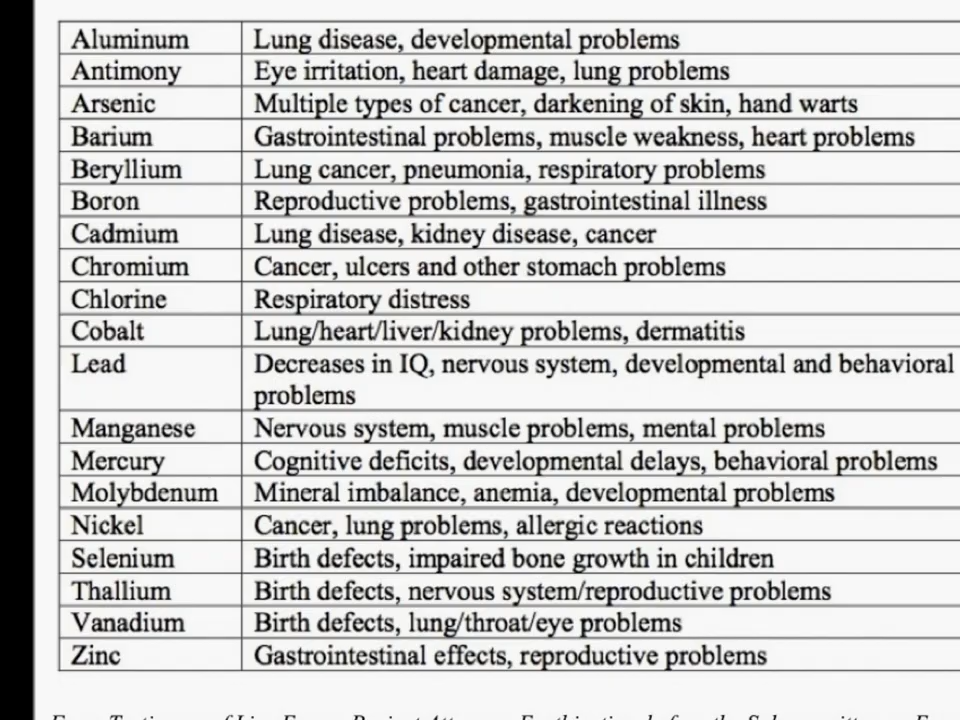 Aluminum Lung disease, developmental problems
Antimony Eye irritation, heart damage, lung problems
Arsenic Multiple types of cancer, darkening of skin, hand warts
Barium Gastrointestinal problems, muscle weakness, heart problems
Beryllium Lung cancer, pneumonia, respiratory problems
Boron Reproductive problems, gastrointestinal illness
Cadmium Lung disease, kidney disease, cancer
Chromium Cancer, ulcers and other stomach problems
Chlorine Respiratory distress
Cobalt Lung/heart/liver/kidney problems, dermatitis
Lead Decreases in IQ, nervous system, developmental and behavioral
problems
Manganese Nervous system, muscle problems, mental problems
Mercury Cognitive deficits, developmental delays, behavioral problems
Molybdenum Mineral imbalance, anemia, developmental problems
Nickel Cancer, lung problems, allergic reactions
Selenium Birth defects, impaired bone growth in children
Thallium Birth defects, nervous system/reproductive problems
Vanadium Birth defects, lung/throat/eye problems
Zinc Gastrointestinal effects, reproductive problems